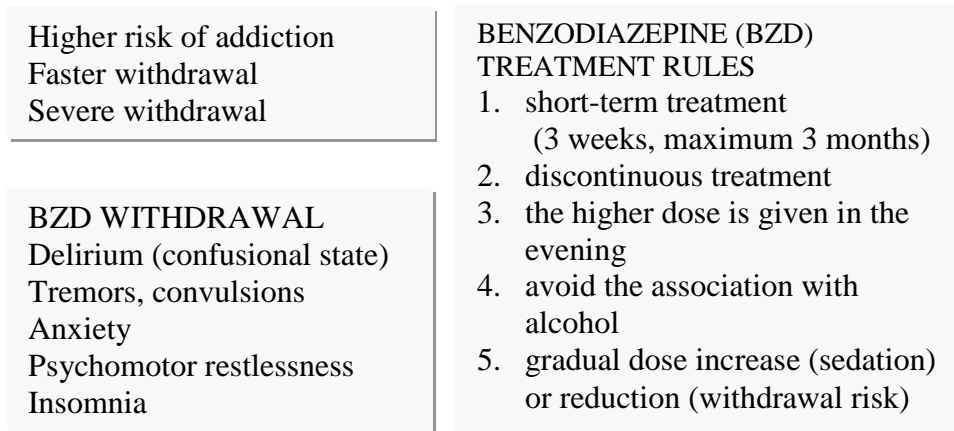 Higher risk of addiction
Faster withdrawal
Severe withdrawal
BZD WITHDRAWAL
Delirium (confusional state)
Tremors, convulsions
Anxiety
Psychomotor restlessness
Insomnia
BENZODIAZEPINE (BZD)
TREATMENT RULES
1. short-term treatment
(3 weeks, maximum 3 months)
2. discontinuous treatment
3. the higher dose is given in the
evening
4. avoid the association with
alcohol
5. gradual dose increase (sedation)
or reduction (withdrawal risk)